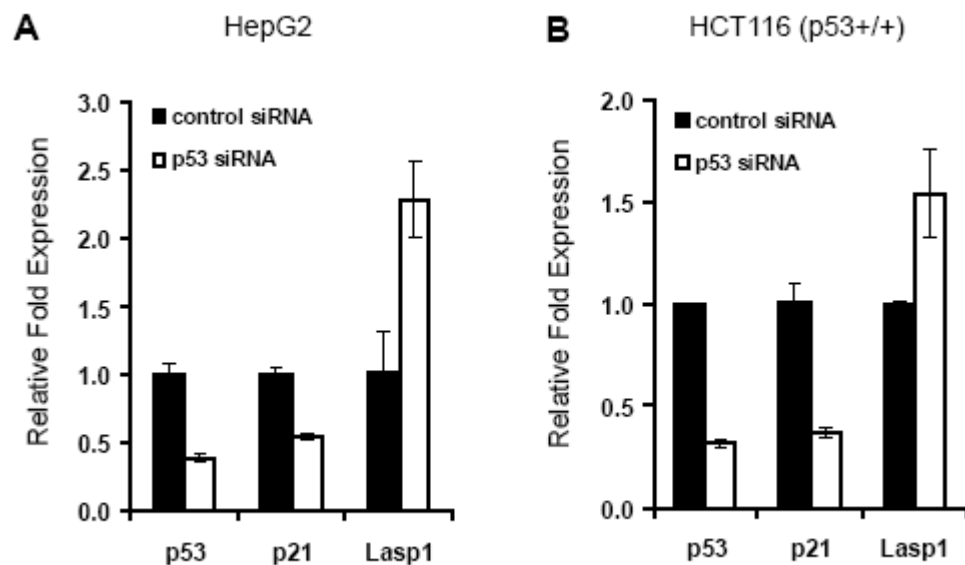 A HepG2
Relative Fold Expression
3.0
2.5
2.0
1.5
1.0
0.5
0.0
control siRNA
p53 siRNA
p53 p21 Lasp1
B HCT116 (p53+/+)
Relative Fold Expression
2.0
1.5
1.0
0.5
0.0
control siRNA
p53 siRNA
p53 p21 Lasp1